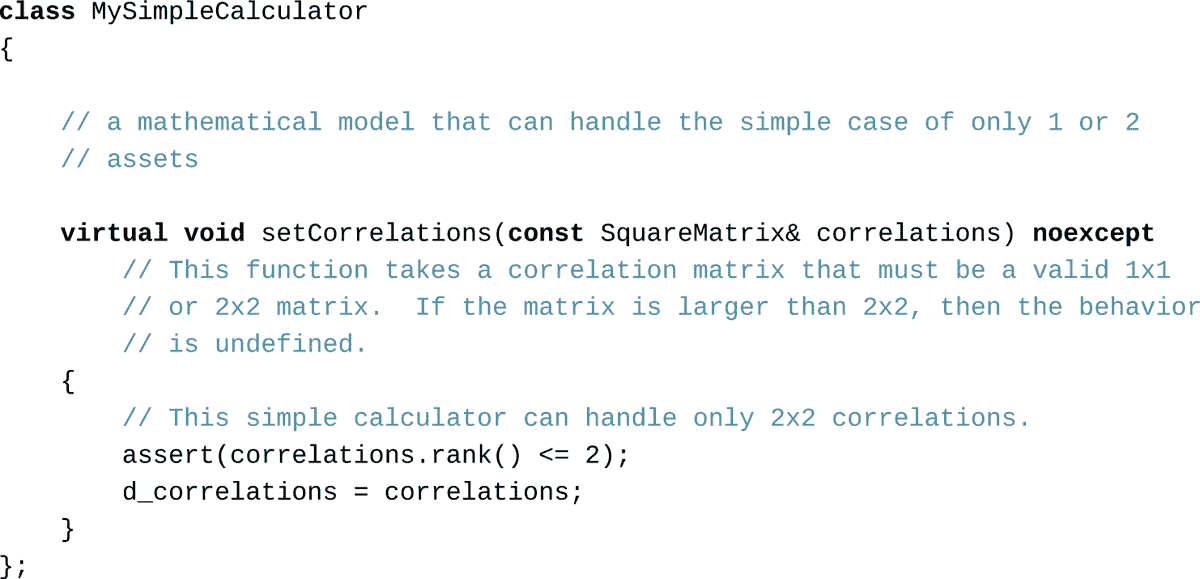 class MySimpleCalculator
{
// a mathematical model that can handle the simple case of only 1 or 2
// assets
virtual void setCorrelations(const SquareMatrix& correlations) noexcept
// This function takes a correlation matrix that must be a valid 1x1
// or 2x2 matrix.  If the matrix is larger than 2x2, then the behavior
// is undefined.
{
// This simple calculator can handle only 2x2 correlations.
assert(correlations.rank() <= 2);
d_correlations = correlations;
}
};